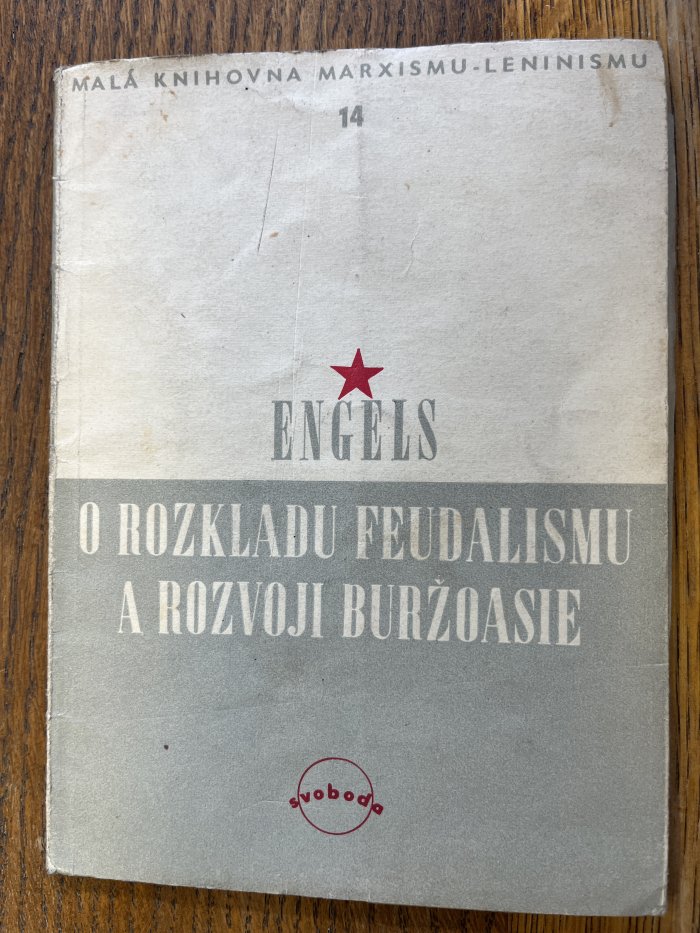 MALÁ KNIHOVNA MARXISMU-LENINISMU
14
ENGELS
O ROZKLADU FEUDALISMU
A ROZVOJI BURŽOASIE
svoboda